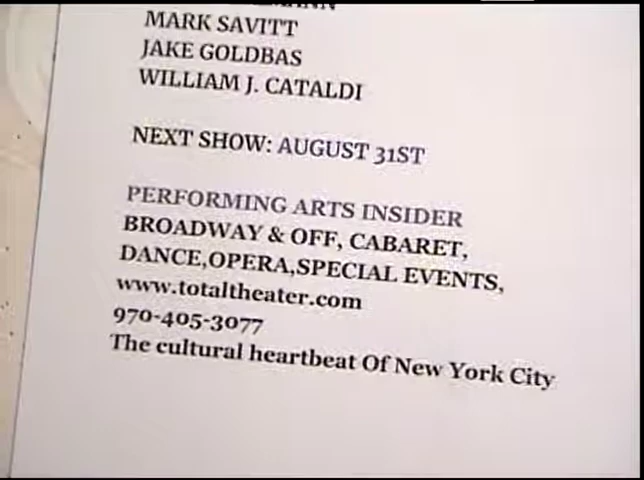 MARK SAVITT
JAKE GOLDBAS
WILLIAM J. CATALDI
NEXT SHOW: AUGUST 31ST
PERFORMING ARTS INSIDER
BROADWAY & OFF, CABARET,
DANCE,OPERA,SPECIAL EVENTS,
www.totaltheater.com
970-405-3077
The cultural heartbeat Of New York City